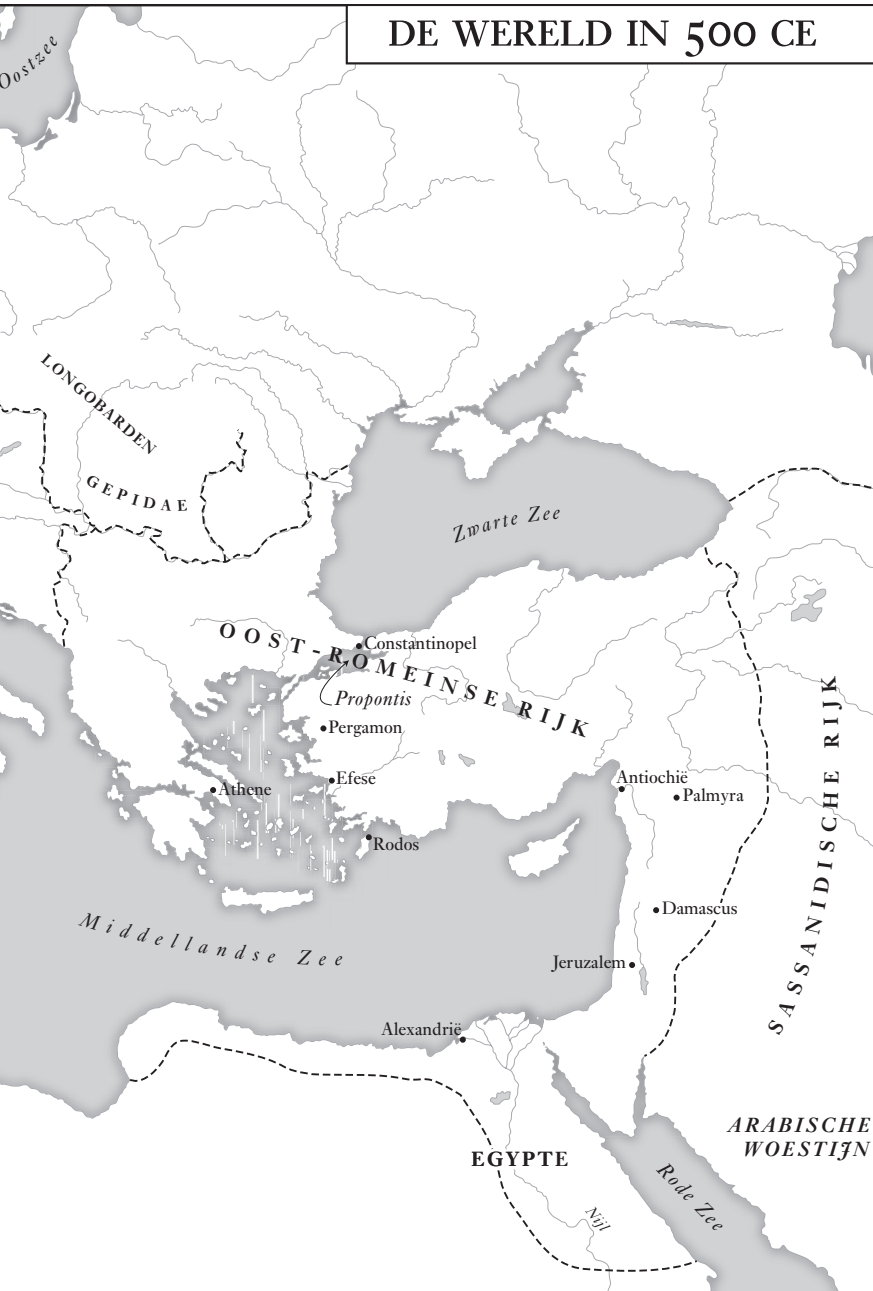 DE WERELD IN 500 CE
Oostzee
LONGOBARDEN
GEPIDAE
Zwarte Zee
OOST-ROMEINSE RIJK
Constantinopel
Propontis
Pergamon
Efese
Athene
Rodos
Antiochië
Palmyra
SASSANIDISCHE RIJK
Damascus
Jeruzalem
Middellandse Zee
Alexandrië
ARABISCHE
WOESTIJN
EGYPTE
Rode Zee
Nijl